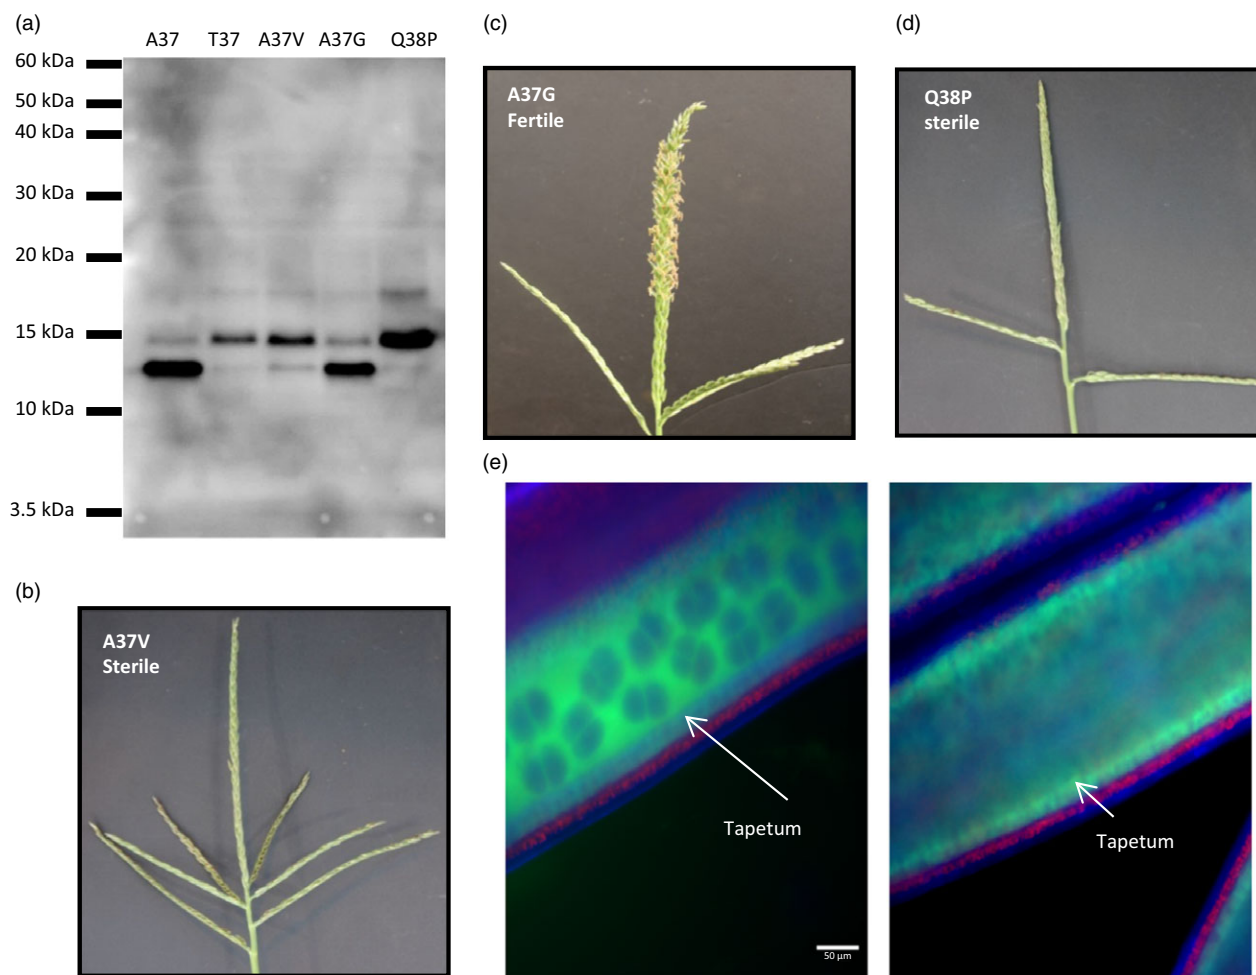 (a)
A37 T37 A37V A37G Q38P
60 kDa
50 kDa
40 kDa
30 kDa
20 kDa
15 kDa
10 kDa
3.5 kDa
(b)
A37V
Sterile
(c)
A37G
Fertile
(d)
Q38P
sterile
(e)
Tapetum
50 µm
Tapetum